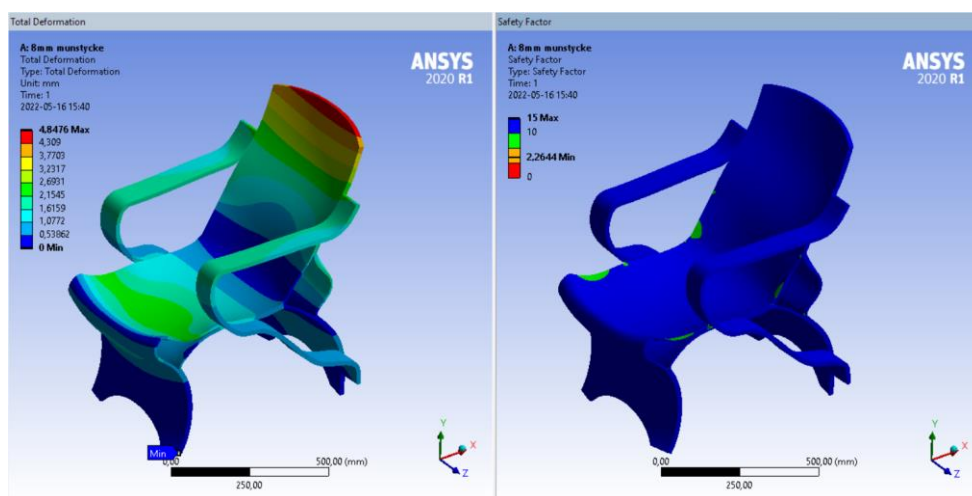 Total Deformation
A: 8mm munstycke
Total Deformation
Type: Total Deformation
Unit: mm
Time: 1
2022-05-16 15:40
4,8476 Max
4,309
3,7703
3,2317
2,6931
2,1545
1,6159
1,0772
0,53862
0 Min
ANSYS
2020 R1
Min
0,00
500,00 (mm)
250,00
Y
X
Z
Safety Factor
A: 8mm munstycke
Safety Factor
Type: Safety Factor
Time: 1
2022-05-16 15:40
15 Max
10
2,2644 Min
0
ANSYS
2020 R1
0,00
500,00 (mm)
250,00
Y
X
Z